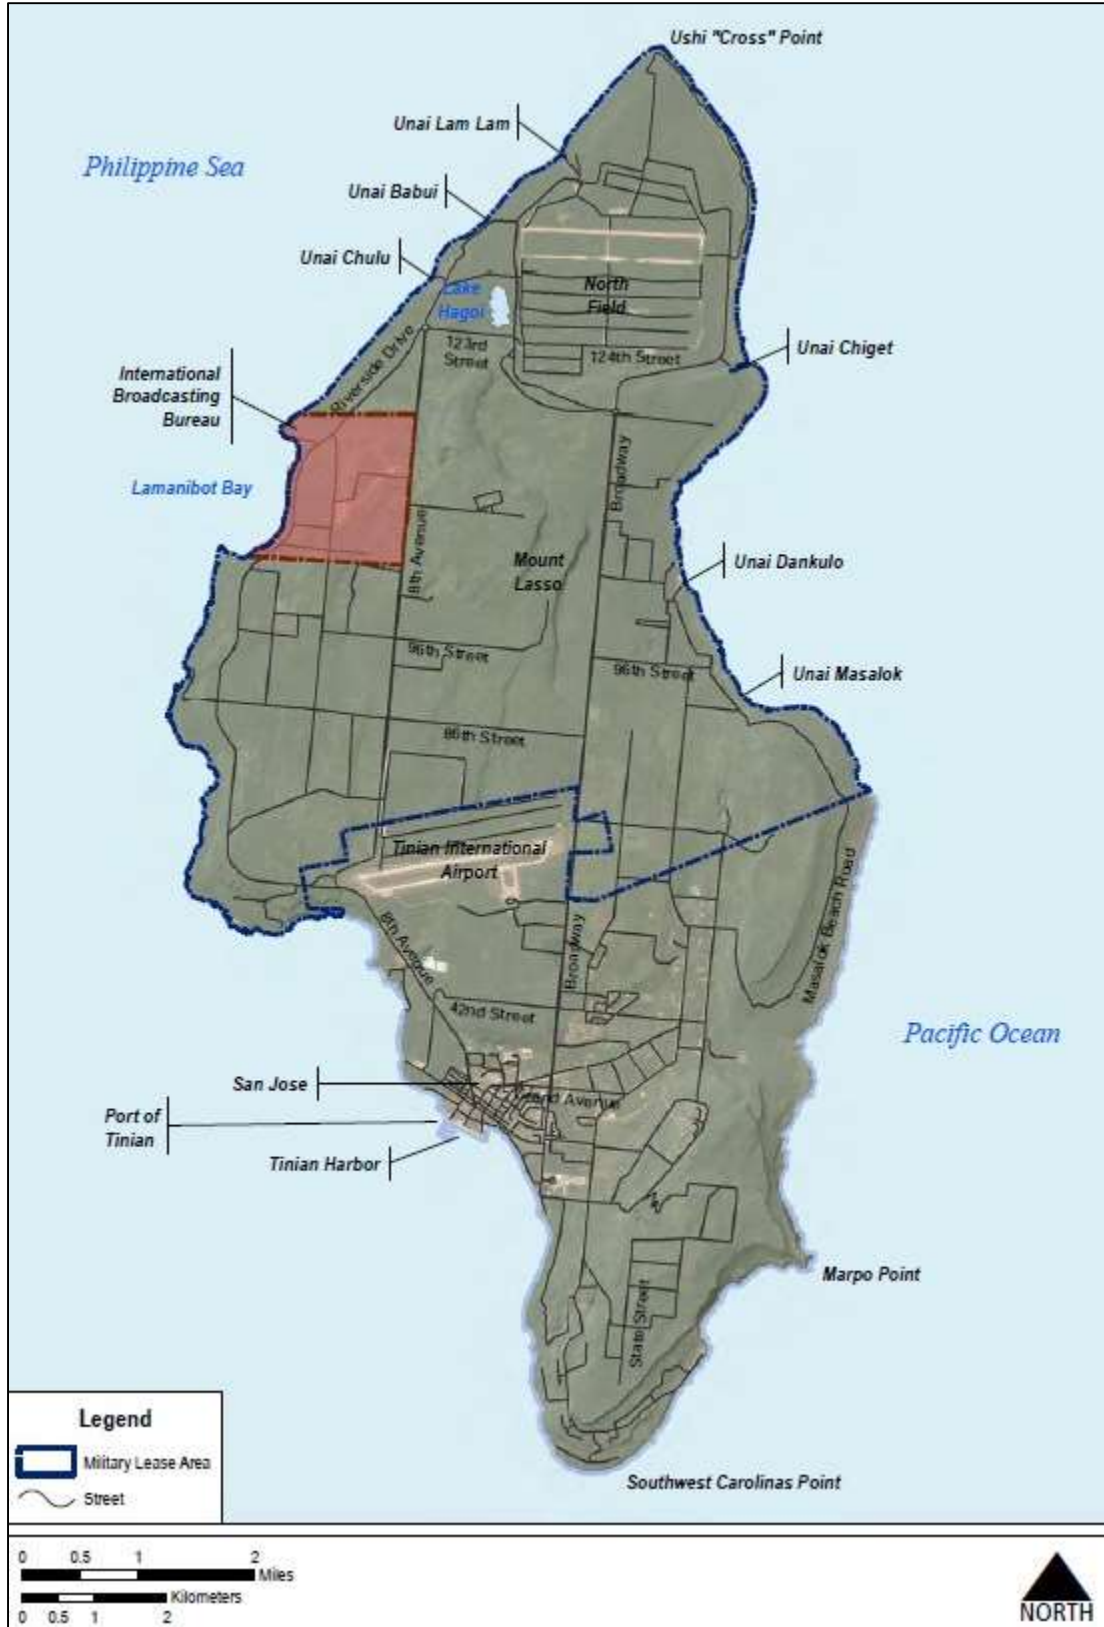 Ushi "Cross" Point
Unai Lam Lam
Philippine Sea
Unai Babui
Unai Chulu
Lake
Hagoi
North
Field
123rd
Street
124th Street
Unai Chiget
Riverside Drive
International
Broadcasting
Bureau
Lamanibot Bay
Broadway
8th Avenue
Mount
Lasso
Unai Dankulo
96th Street
96th Street
Unai Masalok
86th Street
Tinian International
Airport
8th Avenue
Broadway
Masalok Beach Road
42nd Street
Pacific Ocean
San Jose
Avenue
Port of
Tinian
Tinian Harbor
Marpo Point
State Street
Southwest Carolinas Point
Legend
Military Lease Area
Street
0 0.5 1 2
Miles
Kilometers
0 0.5 1 2
NORTH